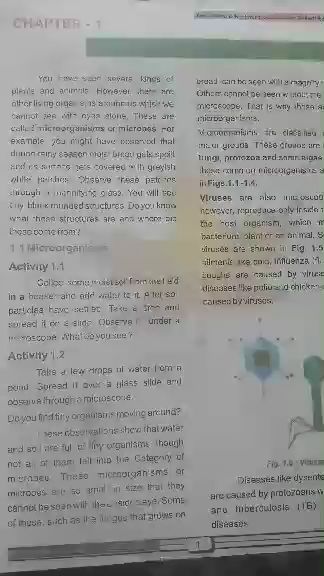 CHAPTER - 1
You have seen several kinds of
plants and animals. However there are
other living organisms around us which we
cannot see with eyes alone. These are
called microorganisms or microbes. For
example, you might have observed that
during rainy season moist bread gets spoilt
and its surface gets covered with greyish
white patches. Observe these patches
through a magnifying glass. You will see
tiny, black rounded structures. Do you know
what these structures are and where do
these come from?
1.1 Microorganisms
Activity 1.1
Collect some moist soil from the field
in a beaker and add water to it. After soil
particles have settled, Take a drop and
spread it on a slide. Observe it under a
microscope. What do you see?
Activity 1.2
Take a few drops of water from a
pond. Spread it over a glass slide and
observe through a microscope.
Do you find tiny organisms moving around?
These observations show that water
and soil are full of tiny organisms. Though
not all of them fall into the Category of
microbes. These microorganisms or
microbes are so small in size that they
cannot be seen with the naked eyes. Some
of these, such as the fungus that grows on
bread can be seen with a magnify
Others cannot be seen without the
microscope. That is why these a
microorganisms.
Microorganisms are classified
major groups. These groups are
fungi, protozoa and some algae
these common microorganisms a
in Figs.1.1-1.4.
Viruses are also microscop
however, reproduce only inside
the host organism, which m
bacterium, plant or an animal. S
viruses are shown in Fig. 1.5
ailments like cold, influenza (fl
coughs are caused by viruse
diseases like polio and chicken
caused by viruses.
Fig. 1.5 : Viruse
Diseases like dysente
are caused by protozoans w
and tuberculosis (TB)
diseases
1